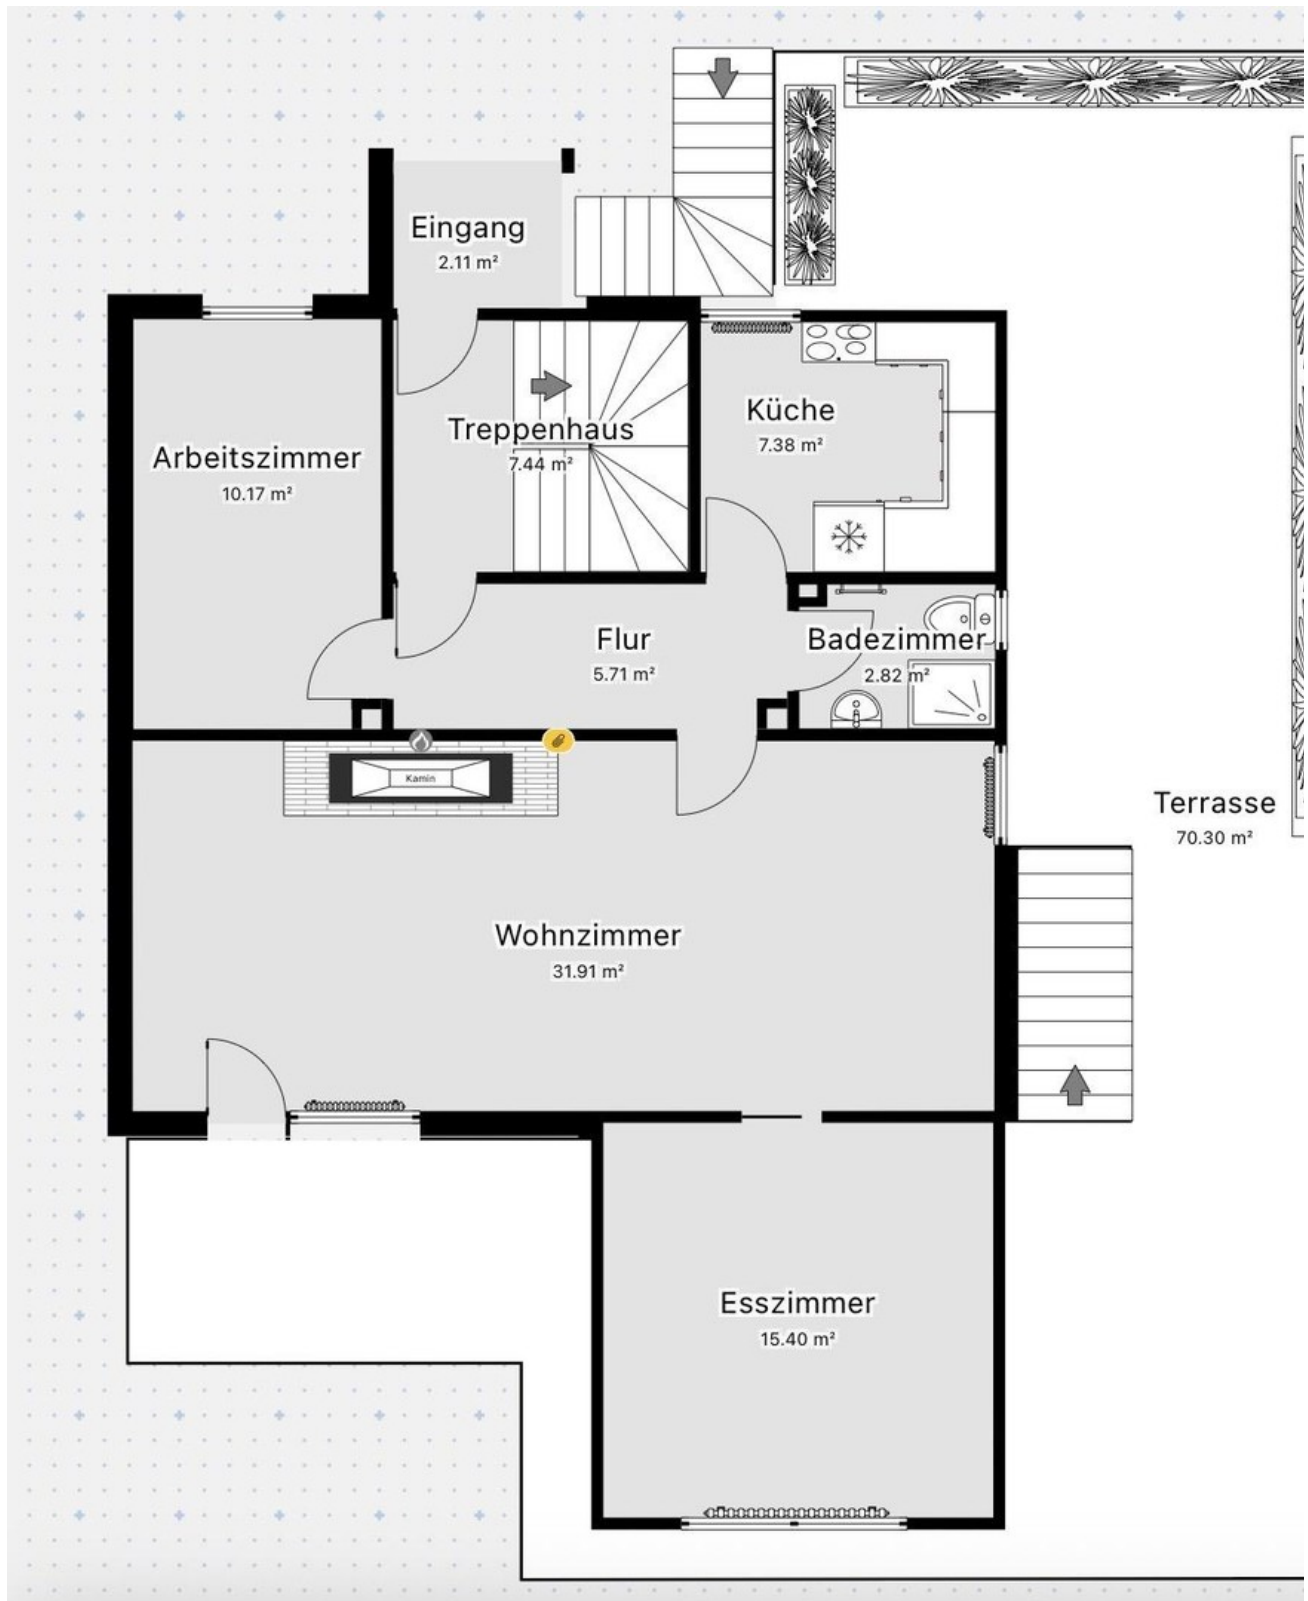 Eingang
2.11 m²
Küche
7.38 m²
Treppenhaus
7.44 m²
Arbeitszimmer
10.17 m²
Flur
5.71 m²
Badezimmer
2.82 m²
Kamin
Terrasse
70.30 m²
Wohnzimmer
31.91 m²
Esszimmer
15.40 m²